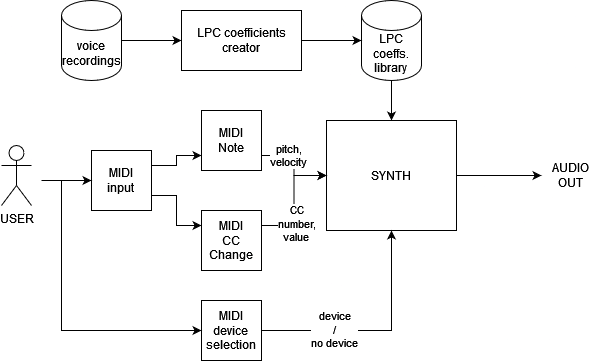 voice
recordings
LPC coefficients
creator
LPC
coeffs.
library
MIDI
Note
pitch,
velocity
MIDI
input
SYNTH
AUDIO
OUT
USER
MIDI
CC
Change
CC
number,
value
MIDI
device
selection
device
/
no device